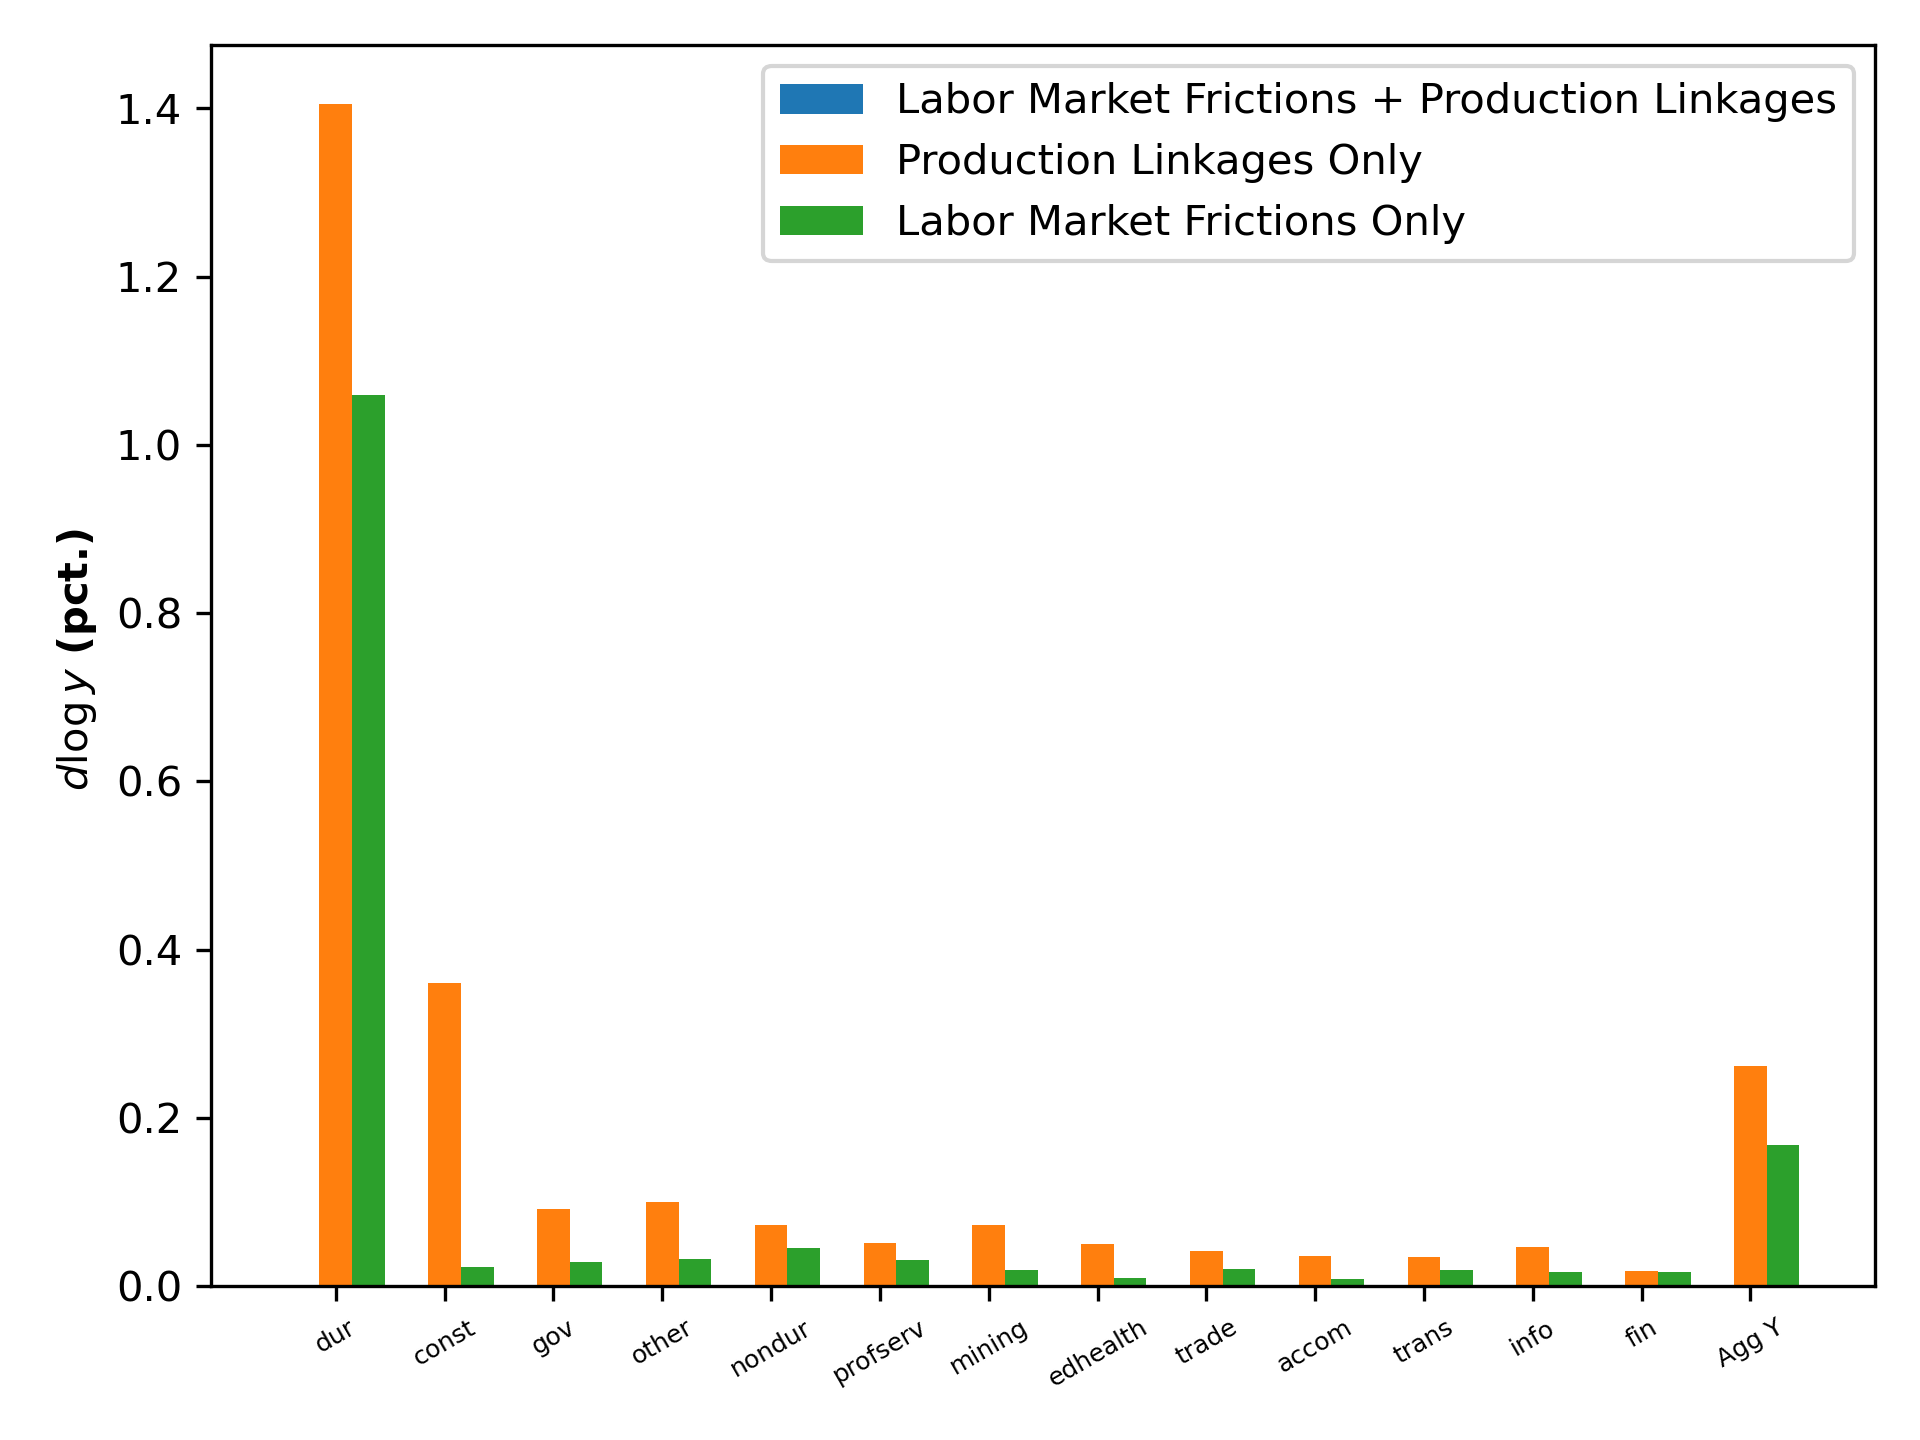 Labor Market Frictions + Production Linkages
Production Linkages Only
Labor Market Frictions Only
1.4
1.2
1.0
0.8
0.6
0.4
0.2
0.0
dlog y (pct.)
dur
const
gov
other
nondur
profserv
mining
edhealth
trade
accom
trans
info
fin
Agg Y